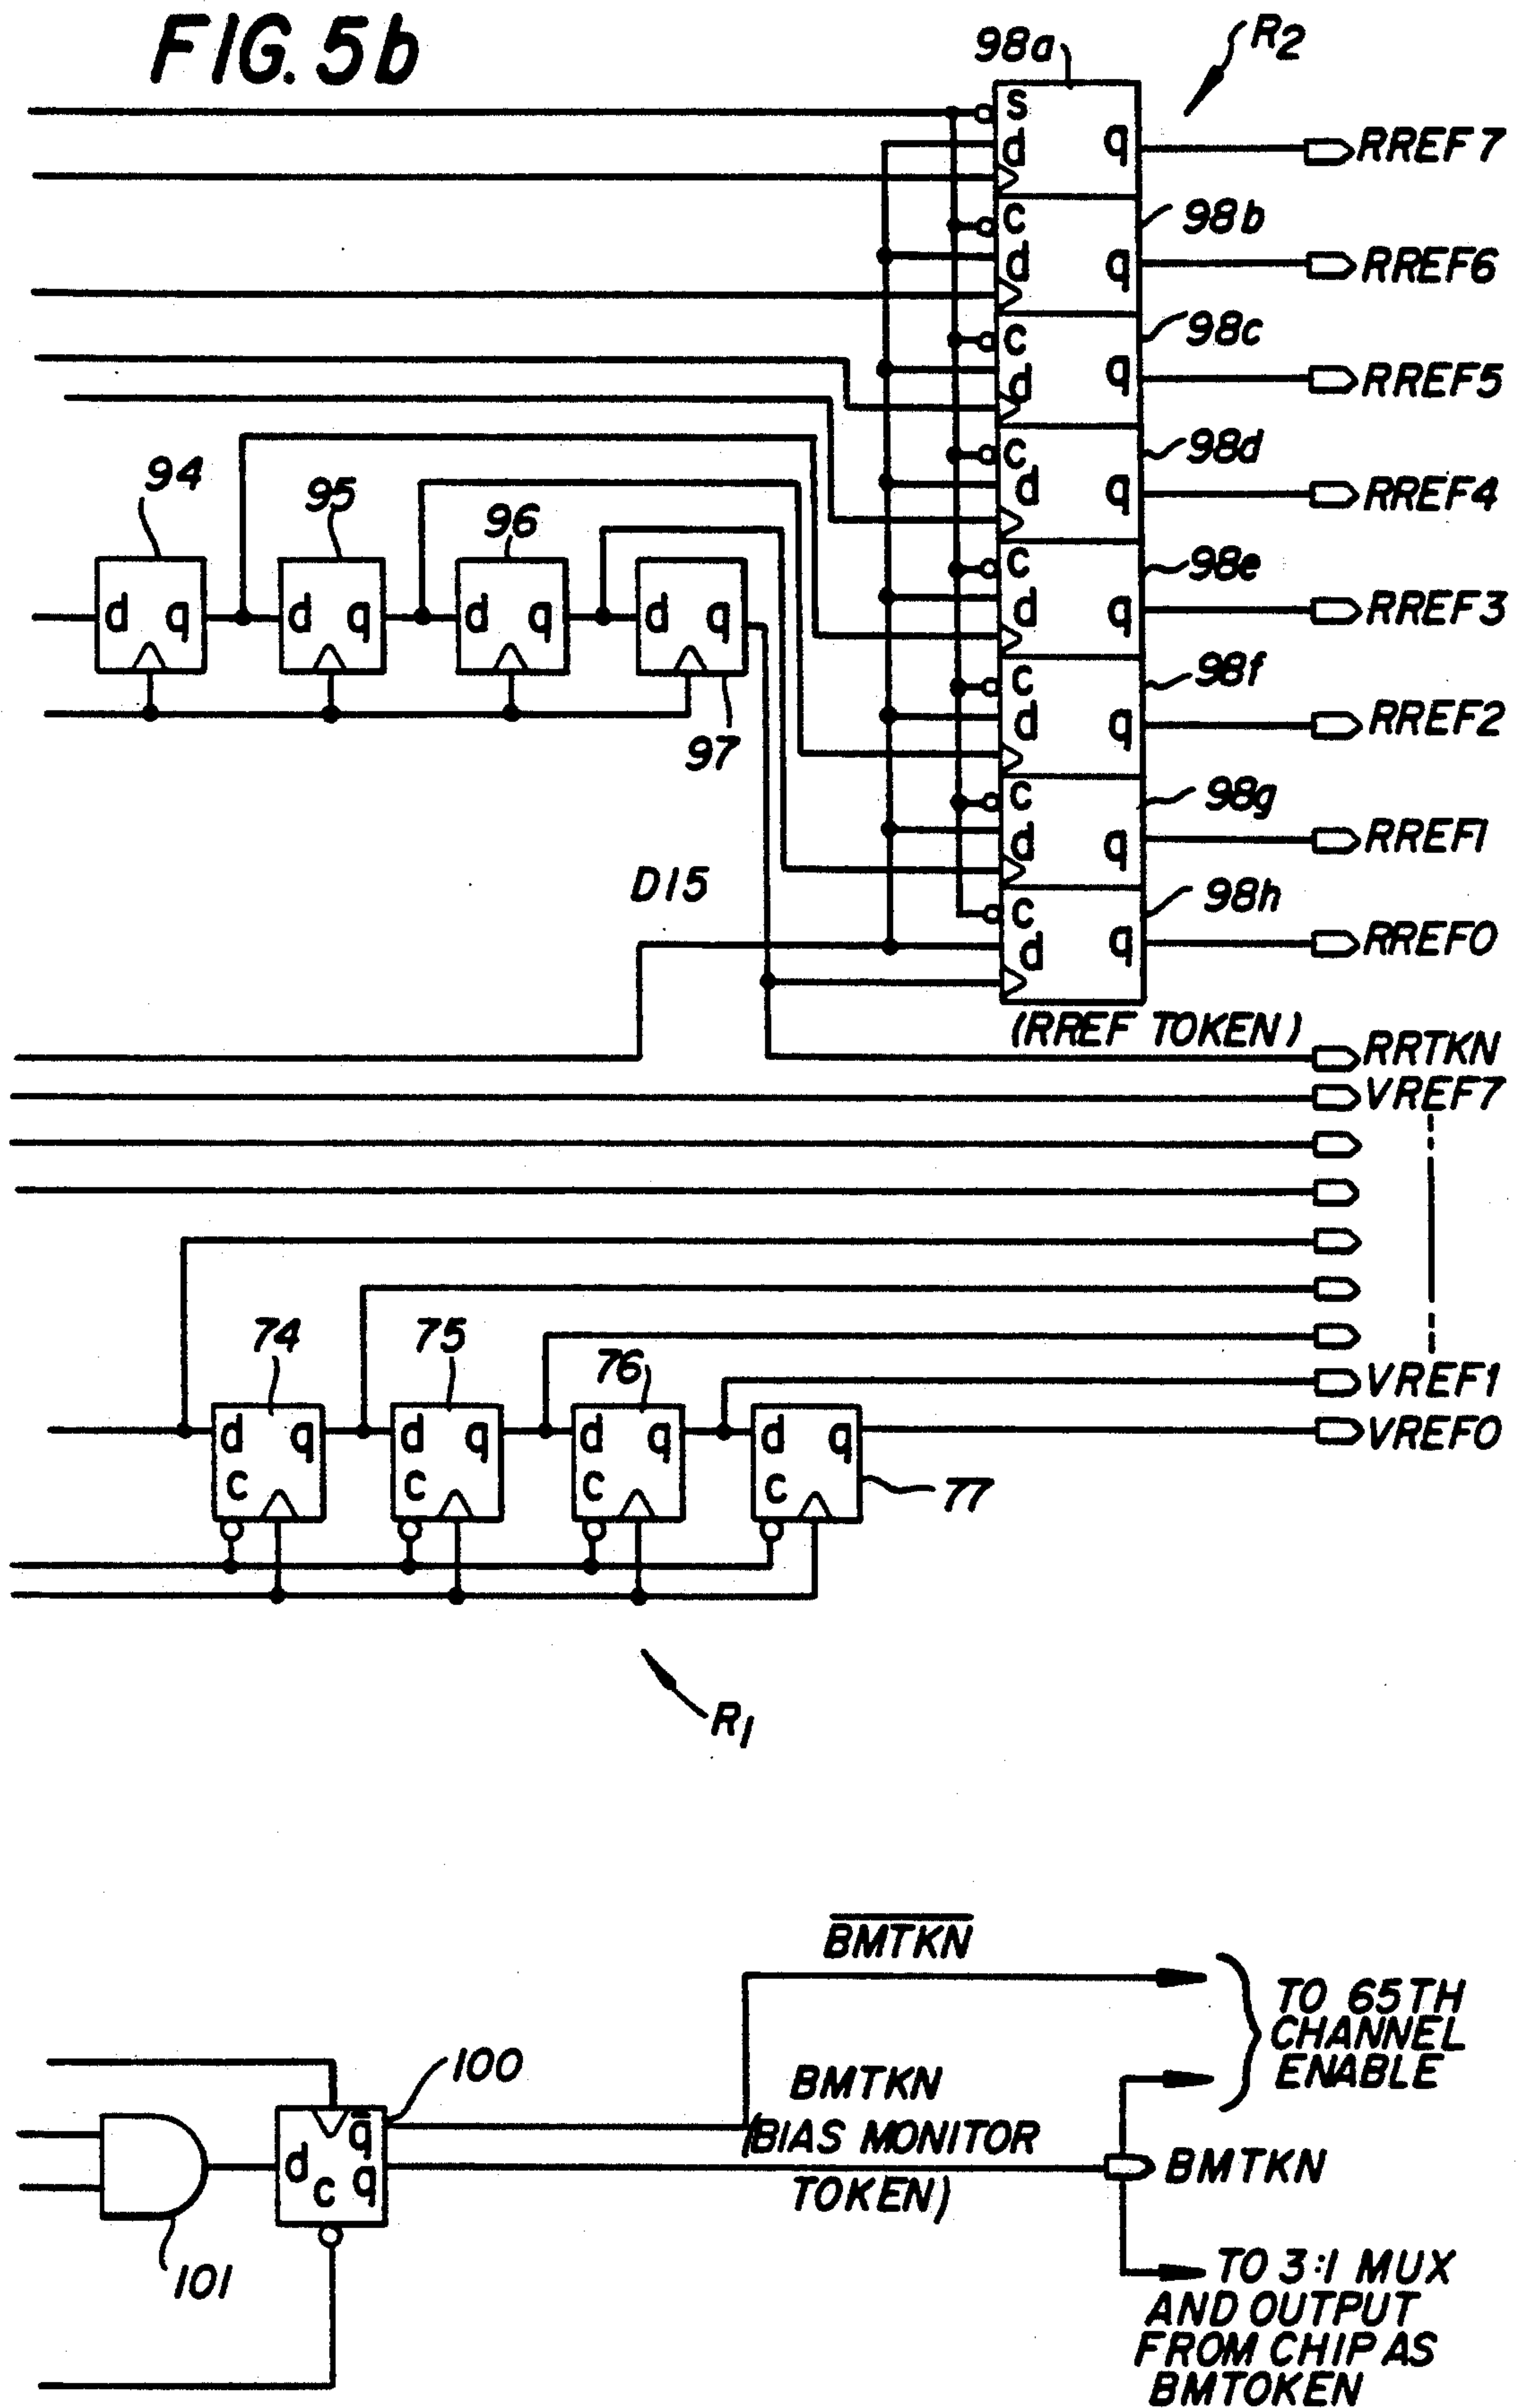 FIG. 5b
98a
R2
s
d
q
RREF7
c
d
q
98b
RREF6
c
d
q
98c
RREF5
c
d
q
98d
RREF4
c
d
q
98e
RREF3
c
d
q
98f
RREF2
c
d
q
98g
RREF1
c
d
q
98h
RREF0
94
95
96
d q
d q
d q
d q
97
D15
(RREF TOKEN)
RRTKN
VREF7
VREF1
VREF0
74
75
76
d q
c
d q
c
d q
c
d q
c
77
R1
BMTKN
TO 65TH
CHANNEL
ENABLE
100
q
d
c q
101
BMTKN
(BIAS MONITOR
TOKEN)
BMTKN
TO 3:1 MUX
AND OUTPUT
FROM CHIP AS
BMTOKEN